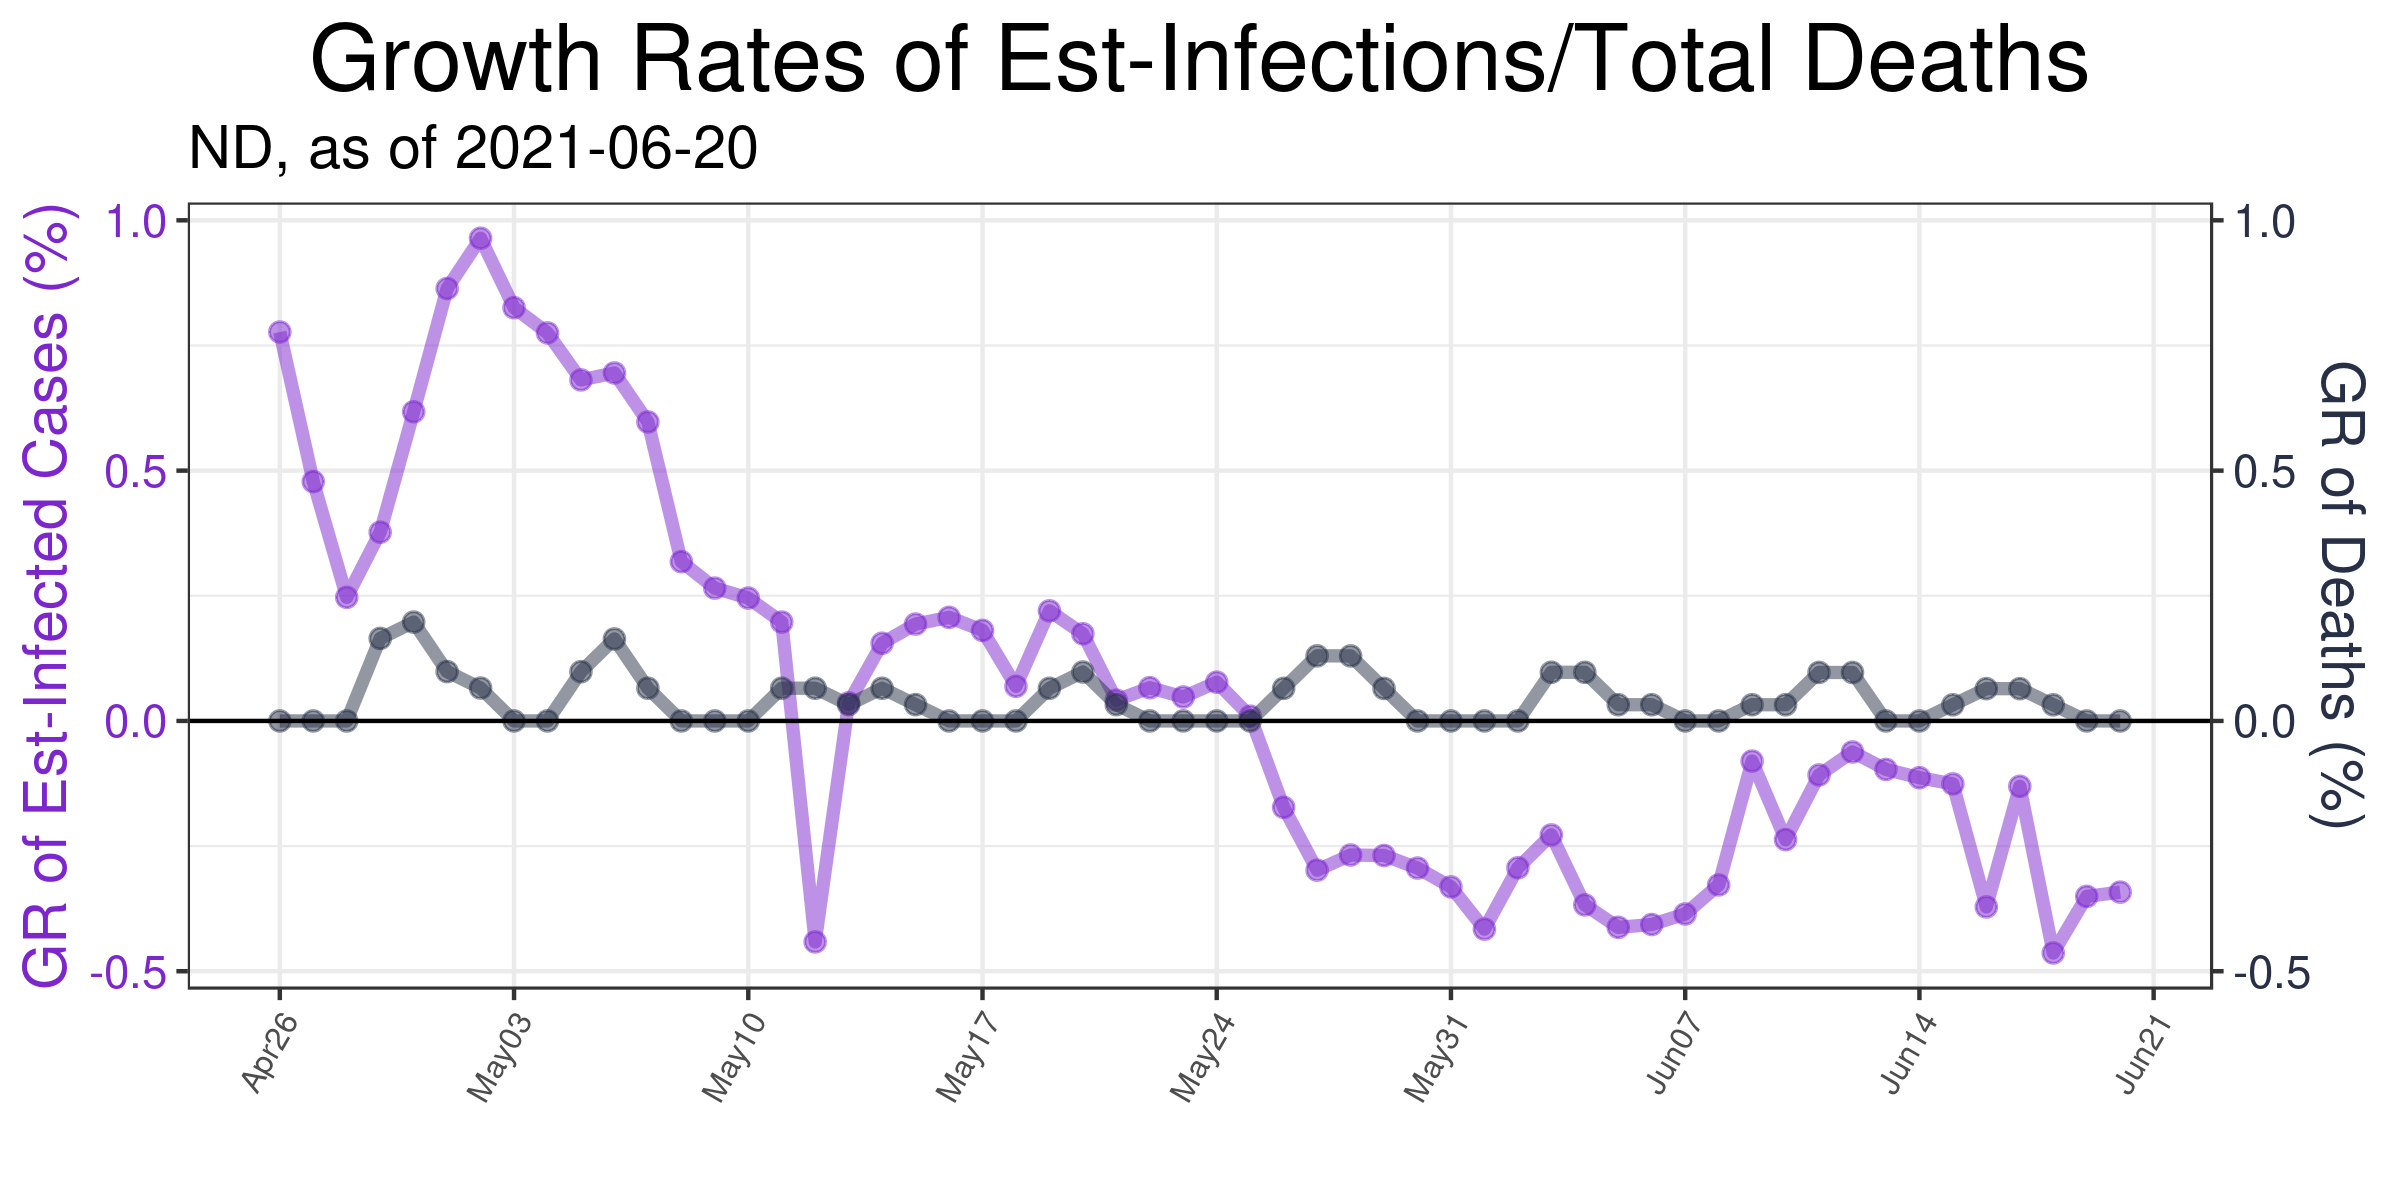 Growth Rates of Est-Infections/Total Deaths
ND, as of 2021-06-20
GR of Est-Infected Cases (%)
1.0
0.5
0.0
-0.5
1.0
0.5
0.0
-0.5
GR of Deaths (%)
Apr26
May03
May10
May17
May24
May31
Jun07
Jun14
Jun21